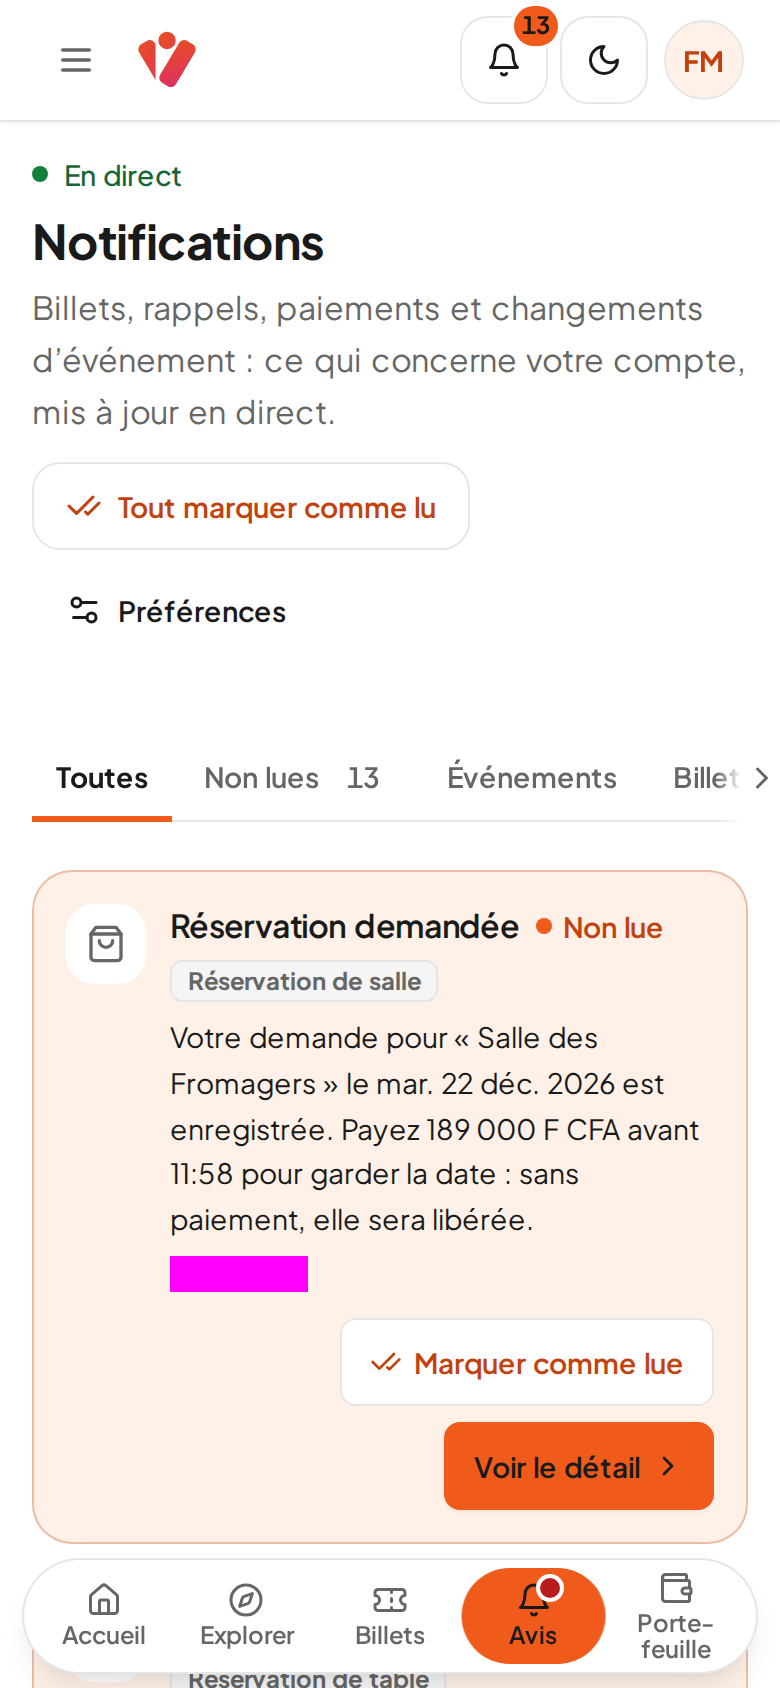 13
FM
En direct
Notifications
Billets, rappels, paiements et changements
d’événement : ce qui concerne votre compte,
mis à jour en direct.
Tout marquer comme lu
Préférences
Toutes
Non lues 13
Événements
Billet
Réservation demandée
Non lue
Réservation de salle
Votre demande pour « Salle des
Fromagers » le mar. 22 déc. 2026 est
enregistrée. Payez 189 000 F CFA avant
11:58 pour garder la date : sans
paiement, elle sera libérée.
Marquer comme lue
Voir le détail
Accueil
Explorer
Billets
Avis
Porte-
feuille
Réservation de table